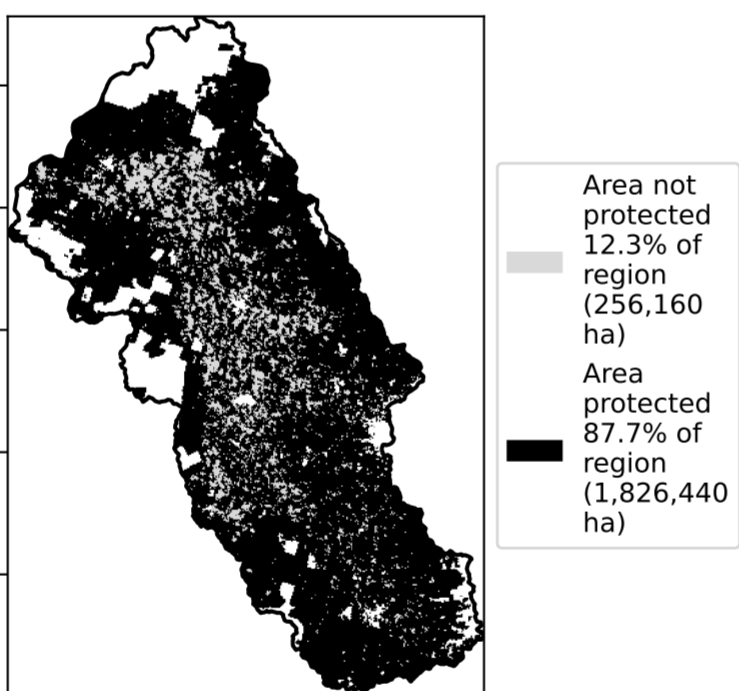 Area not
protected
12.3% of
region
(256,160
ha)
Area
protected
87.7% of
region
(1,826,440
ha)